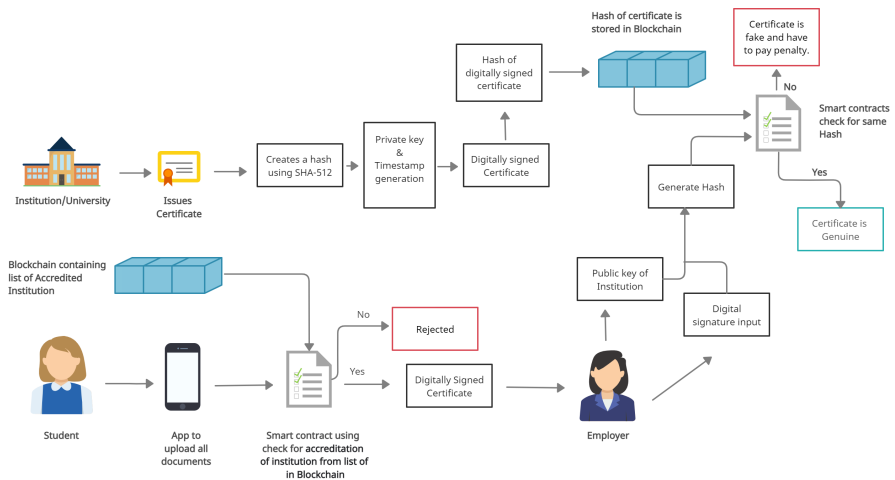 Hash of certificate is
stored in Blockchain
Certificate is
fake and have
to pay penalty.
No
Smart contracts
check for same
Hash
Yes
Certificate is
Genuine
Hash of
digitally signed
certificate
Institution/University
Issues
Certificate
Creates a hash
using SHA-512
Private key
&
Timestamp
generation
Digitally signed
Certificate
Generate Hash
Blockchain containing
list of Accredited
Institution
Public key of
Institution
Digital
signature input
No
Rejected
Yes
Digitally Signed
Certificate
Student
App to
upload all
documents
Smart contract using
check for accreditation
of institution from list of
in Blockchain
Employer